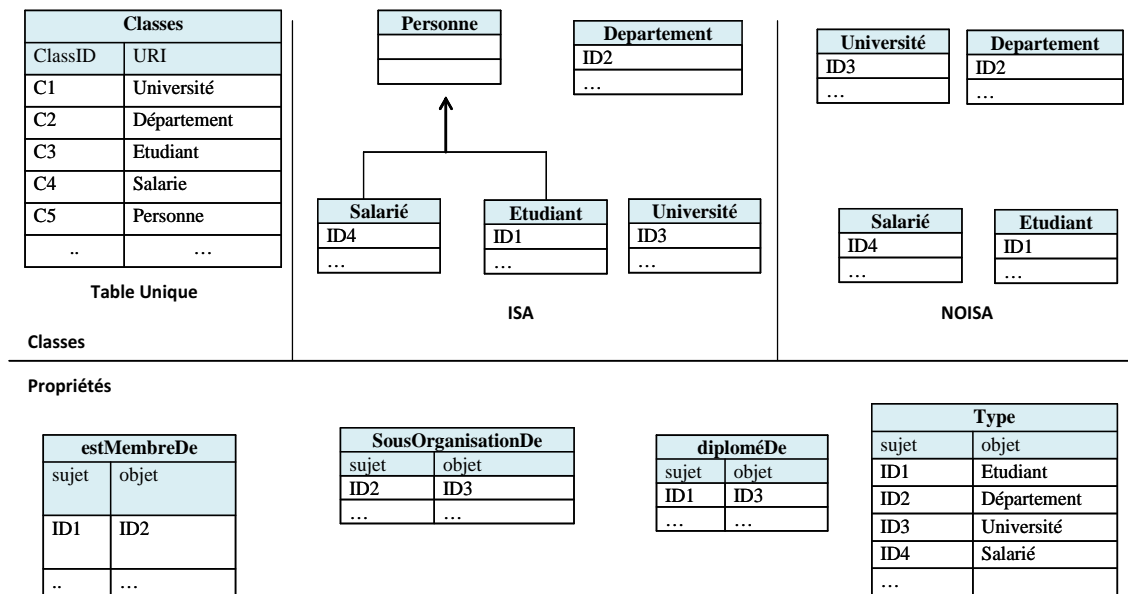 Classes
ClassID URI
C1 Université
C2 Département
C3 Etudiant
C4 Salarie
C5 Personne
.. …
Table Unique
Classes
Personne
Departement
ID2
…
Salarié
ID4
…
Etudiant
ID1
…
Université
ID3
…
ISA
Université
ID3
…
Departement
ID2
…
Salarié
ID4
…
Etudiant
ID1
…
NOISA
Propriétés
estMembreDe
sujet objet
ID1 ID2
.. …
SousOrganisationDe
sujet objet
ID2 ID3
… …
diploméDe
sujet objet
ID1 ID3
… …
Type
sujet objet
ID1 Etudiant
ID2 Département
ID3 Université
ID4 Salarié
…